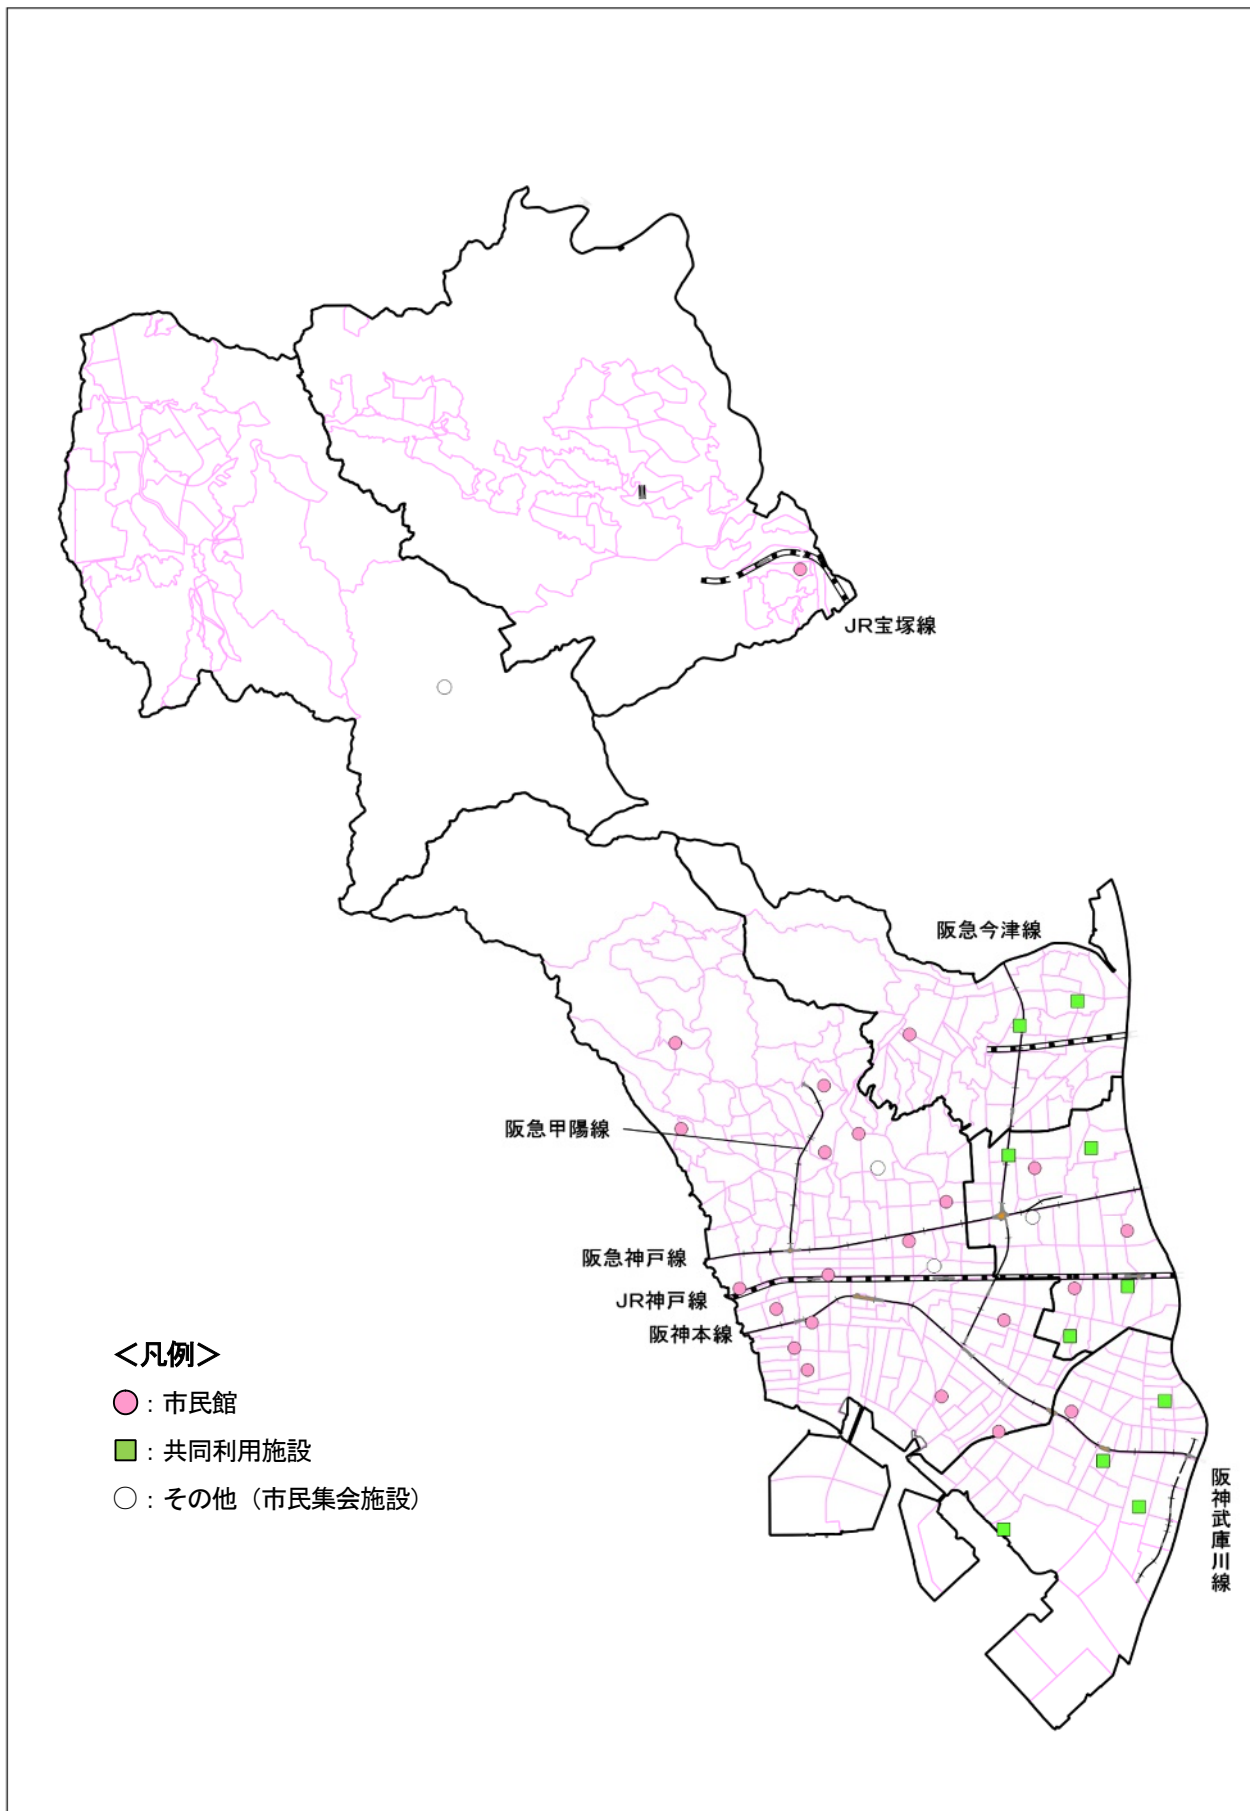 JR宝塚線
阪急今津線
阪急甲陽線
阪急神戸線
JR神戸線
阪神本線
＜凡例＞
：市民館
：共同利用施設
：その他（市民集会施設）
阪神武庫川線